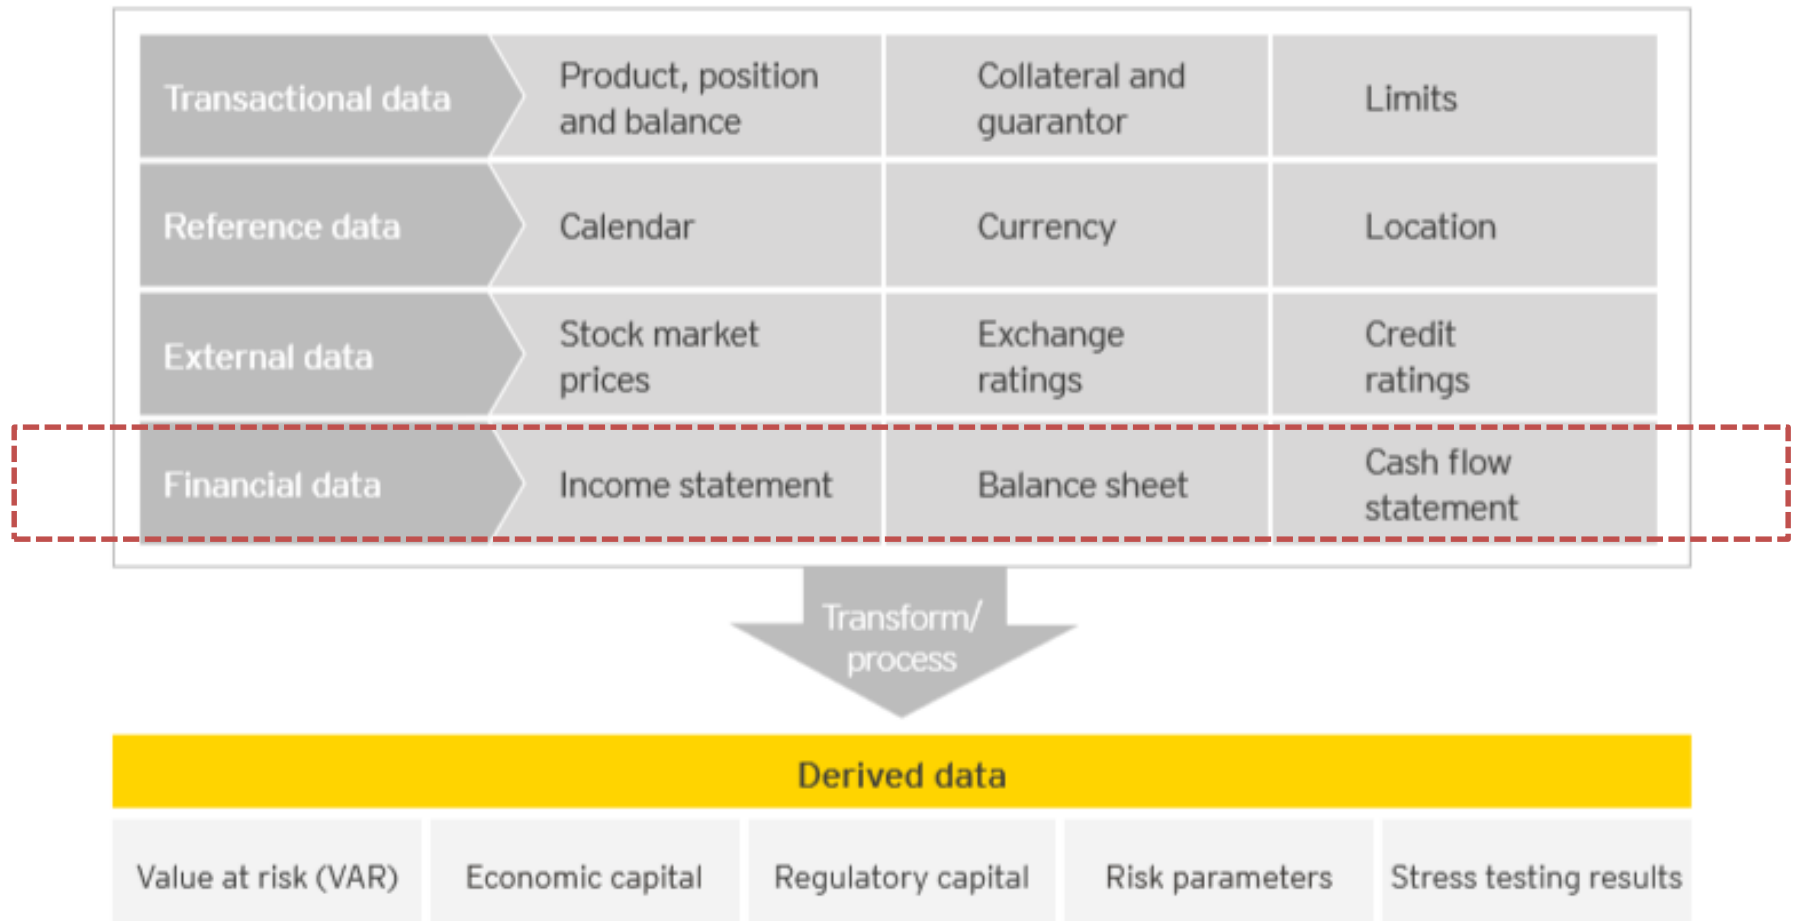 Transactional data
Product, position
and balance
Collateral and
guarantor
Limits
Reference data
Calendar
Currency
Location
External data
Stock market
prices
Exchange
ratings
Credit
ratings
Financial data
Income statement
Balance sheet
Cash flow
statement
Transform/
process
Derived data
Value at risk (VAR)
Economic capital
Regulatory capital
Risk parameters
Stress testing results